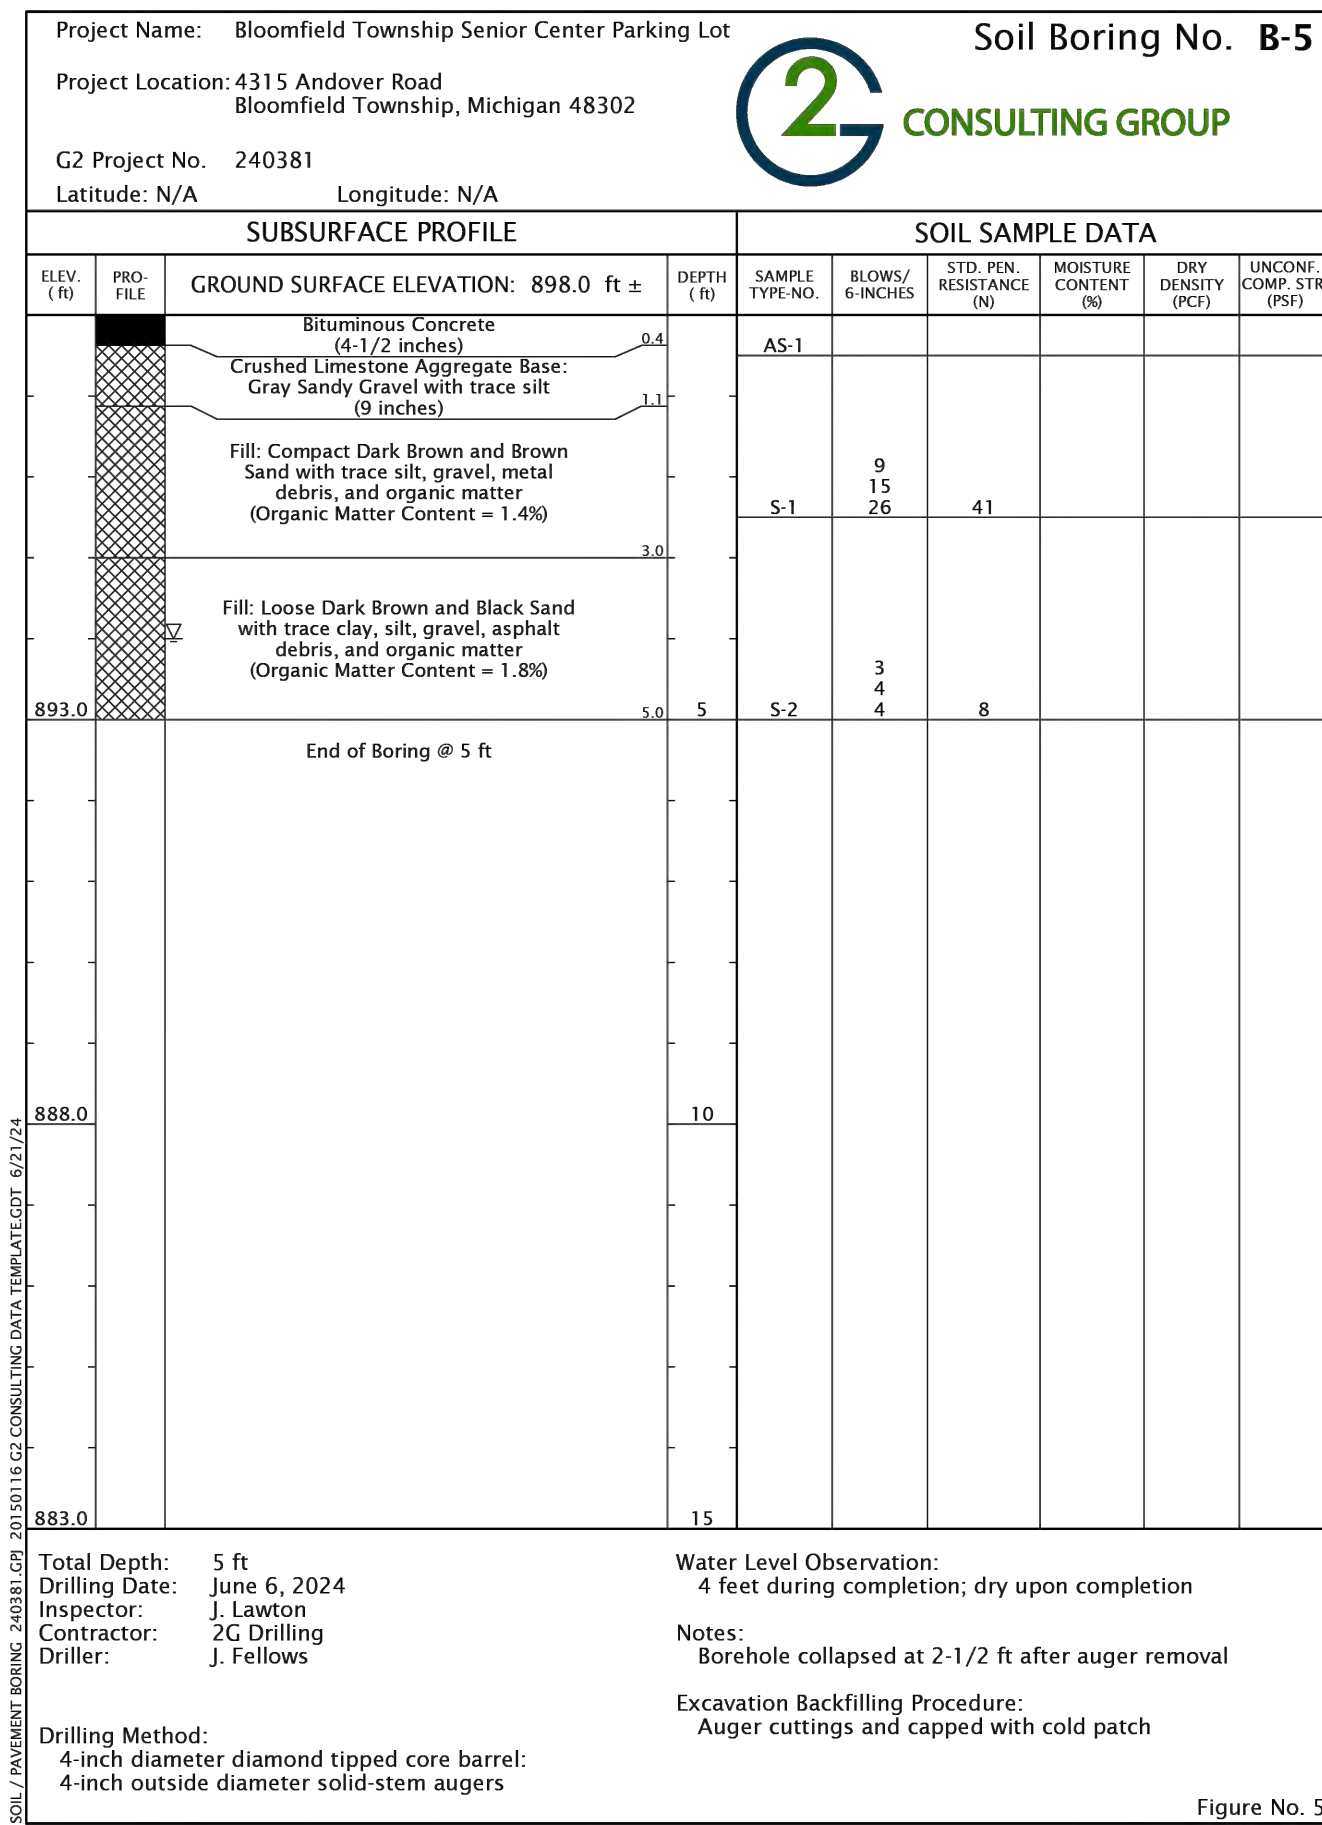 Project Name: Bloomfield Township Senior Center Parking Lot
Project Location: 4315 Andover Road
Bloomfield Township, Michigan 48302
G2 Project No. 240381
Latitude: N/A Longitude: N/A
Soil Boring No. B-5
2G CONSULTING GROUP
SUBSURFACE PROFILE
SOIL SAMPLE DATA
ELEV. ( ft)
PRO- FILE
GROUND SURFACE ELEVATION: 898.0 ft ±
DEPTH ( ft)
SAMPLE TYPE-NO.
BLOWS/ 6-INCHES
STD. PEN. RESISTANCE (N)
MOISTURE CONTENT (%)
DRY DENSITY (PCF)
UNCONF. COMP. STR (PSF)
Bituminous Concrete
(4-1/2 inches) 0.4
AS-1
Crushed Limestone Aggregate Base:
Gray Sandy Gravel with trace silt
(9 inches) 1.1
Fill: Compact Dark Brown and Brown
Sand with trace silt, gravel, metal
debris, and organic matter
(Organic Matter Content = 1.4%)
9
15
S-1 26 41
3.0
Fill: Loose Dark Brown and Black Sand
with trace clay, silt, gravel, asphalt
debris, and organic matter
(Organic Matter Content = 1.8%)
3
4
893.0 5.0 5 S-2 4 8
End of Boring @ 5 ft
888.0 10
883.0 15
Total Depth: 5 ft
Drilling Date: June 6, 2024
Inspector: J. Lawton
Contractor: 2G Drilling
Driller: J. Fellows
Drilling Method:
4-inch diameter diamond tipped core barrel:
4-inch outside diameter solid-stem augers
Water Level Observation:
4 feet during completion; dry upon completion
Notes:
Borehole collapsed at 2-1/2 ft after auger removal
Excavation Backfilling Procedure:
Auger cuttings and capped with cold patch
Figure No. 5
SOIL / PAVEMENT BORING 240381.GPJ 20150116 G2 CONSULTING DATA TEMPLATE.GDT 6/21/24